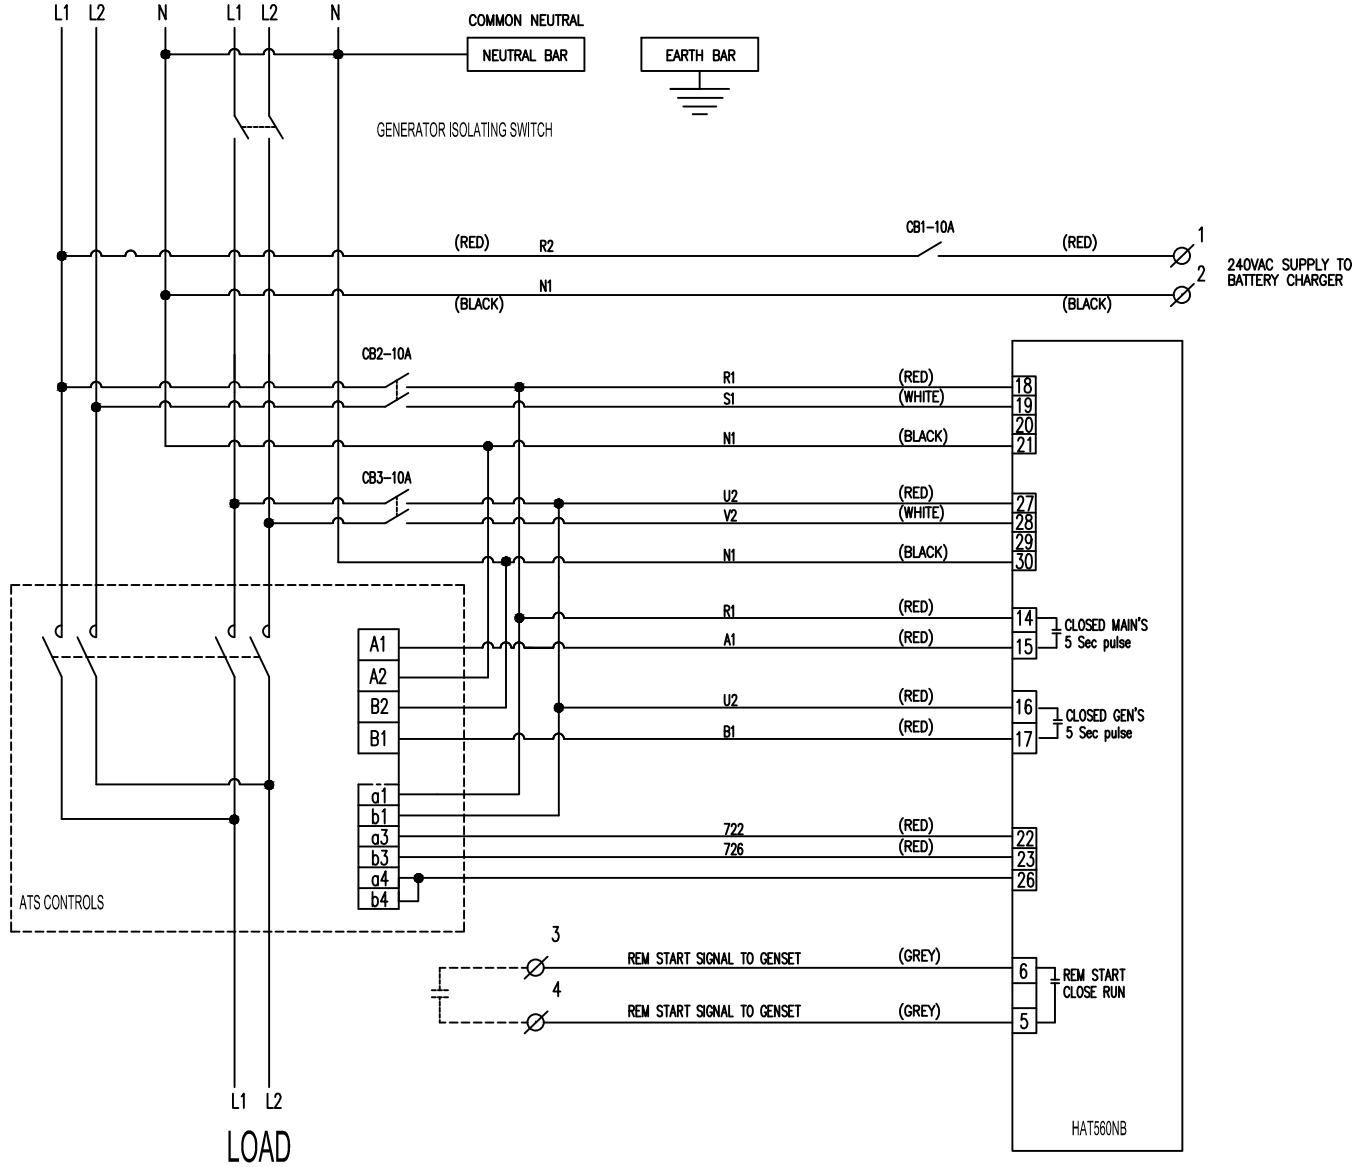 L1 L2 N L1 L2 N
COMMON NEUTRAL
NEUTRAL BAR
EARTH BAR
GENERATOR ISOLATING SWITCH
(RED) R2 CB1-10A (RED) 1
N1 2
(BLACK) (BLACK)
240VAC SUPPLY TO
BATTERY CHARGER
CB2-10A
R1 (RED) 18
S1 (WHITE) 19
20
N1 (BLACK) 21
CB3-10A
U2 (RED) 27
V2 (WHITE) 28
29
N1 (BLACK) 30
R1 (RED) 14
A1 A1 (RED) 15
CLOSED MAIN'S
5 Sec pulse
A2
B2 U2 (RED) 16
B1 B1 (RED) 17
CLOSED GEN'S
5 Sec pulse
a1
b1
a3 722 (RED) 22
b3 726 (RED) 23
a4 26
b4
ATS CONTROLS
3 REM START SIGNAL TO GENSET (GREY) 6
4 REM START SIGNAL TO GENSET (GREY) 5
REM START
CLOSE RUN
L1 L2
LOAD
HAT560NB